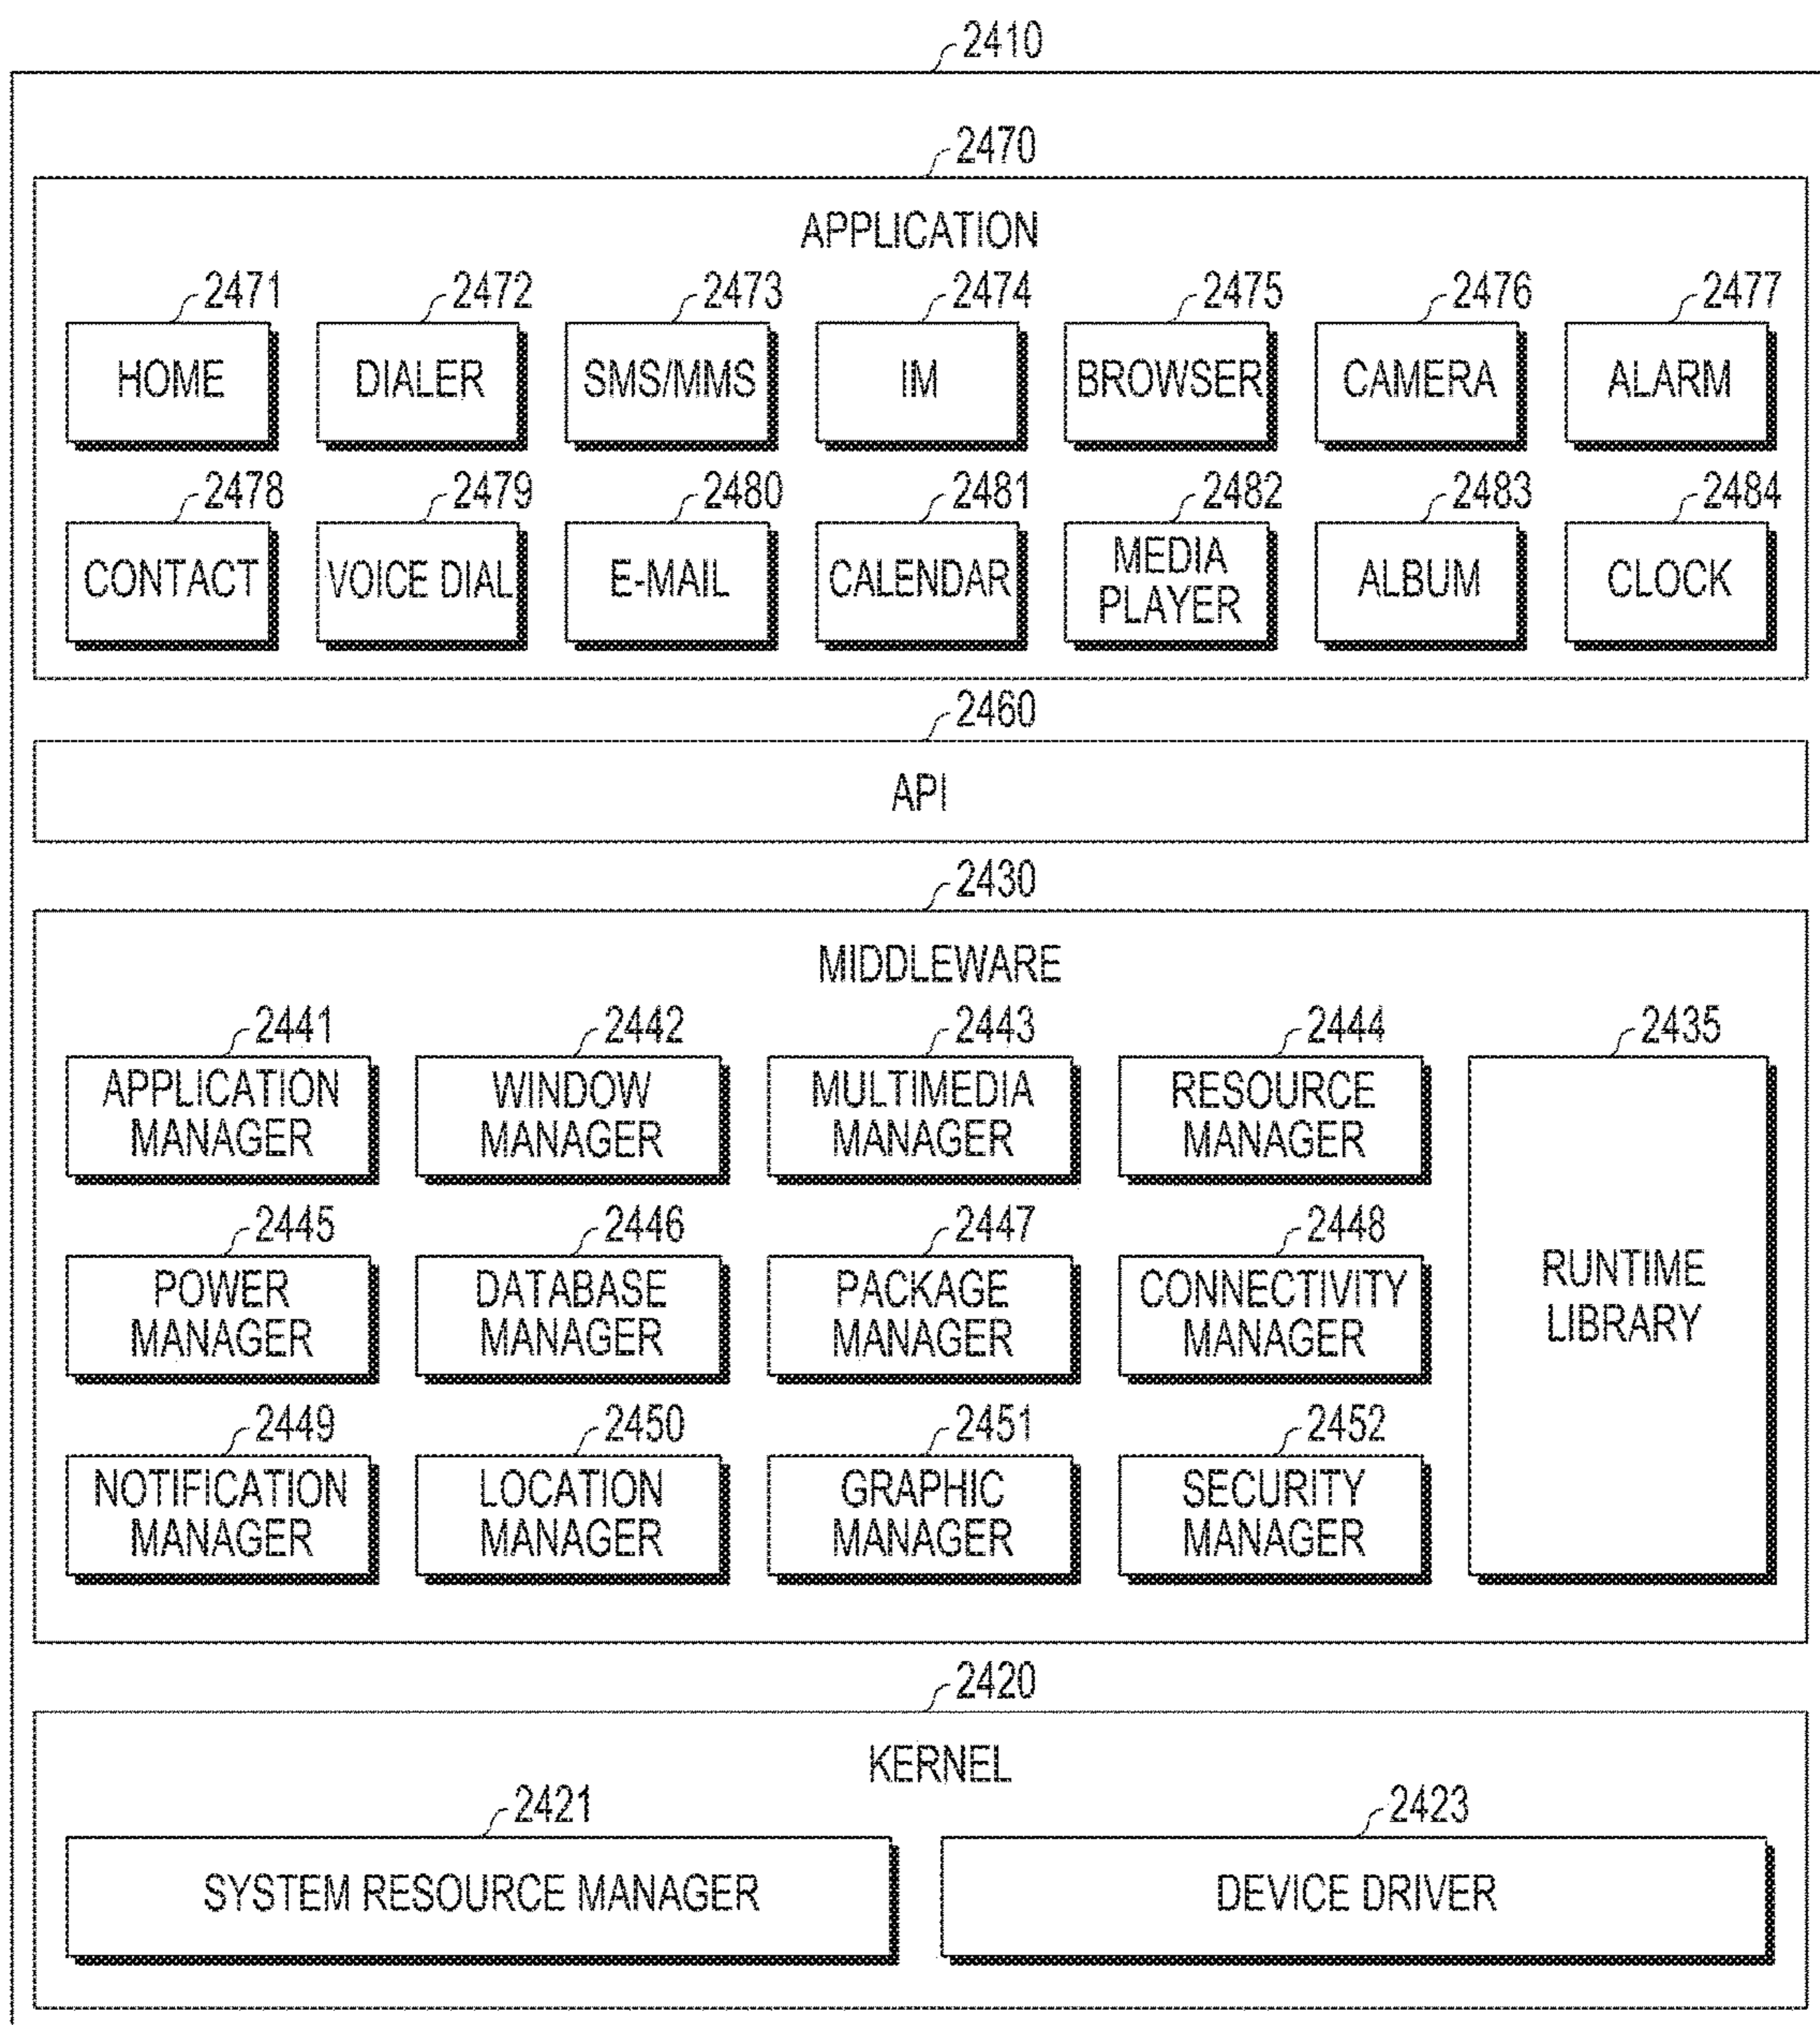 2410
2470
APPLICATION
2471 2472 2473 2474 2475 2476 2477
HOME DIALER SMS/MMS IM BROWSER CAMERA ALARM
2478 2479 2480 2481 2482 2483 2484
CONTACT VOICE DIAL E-MAIL CALENDAR MEDIA PLAYER ALBUM CLOCK
2460
API
2430
MIDDLEWARE
2441 2442 2443 2444 2435
APPLICATION MANAGER WINDOW MANAGER MULTIMEDIA MANAGER RESOURCE MANAGER
2445 2446 2447 2448
POWER MANAGER DATABASE MANAGER PACKAGE MANAGER CONNECTIVITY MANAGER
RUNTIME LIBRARY
2449 2450 2451 2452
NOTIFICATION MANAGER LOCATION MANAGER GRAPHIC MANAGER SECURITY MANAGER
2420
KERNEL
2421 2423
SYSTEM RESOURCE MANAGER DEVICE DRIVER